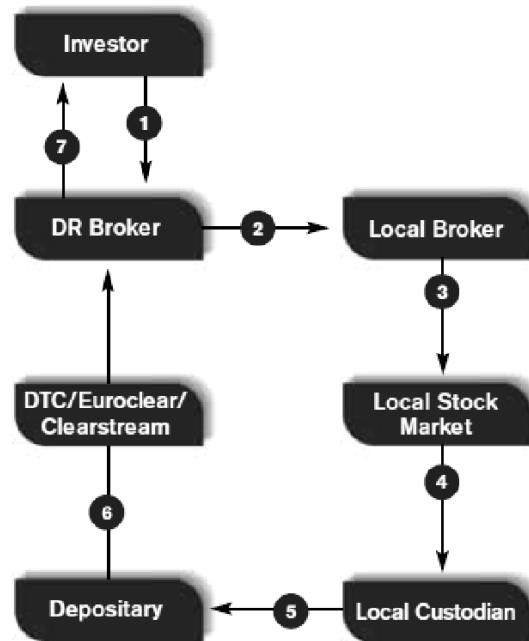 Investor
1
7
DR Broker
2
Local Broker
3
DTC/Euroclear/
Clearstream
Local Stock
Market
4
6
Depositary
5
Local Custodian